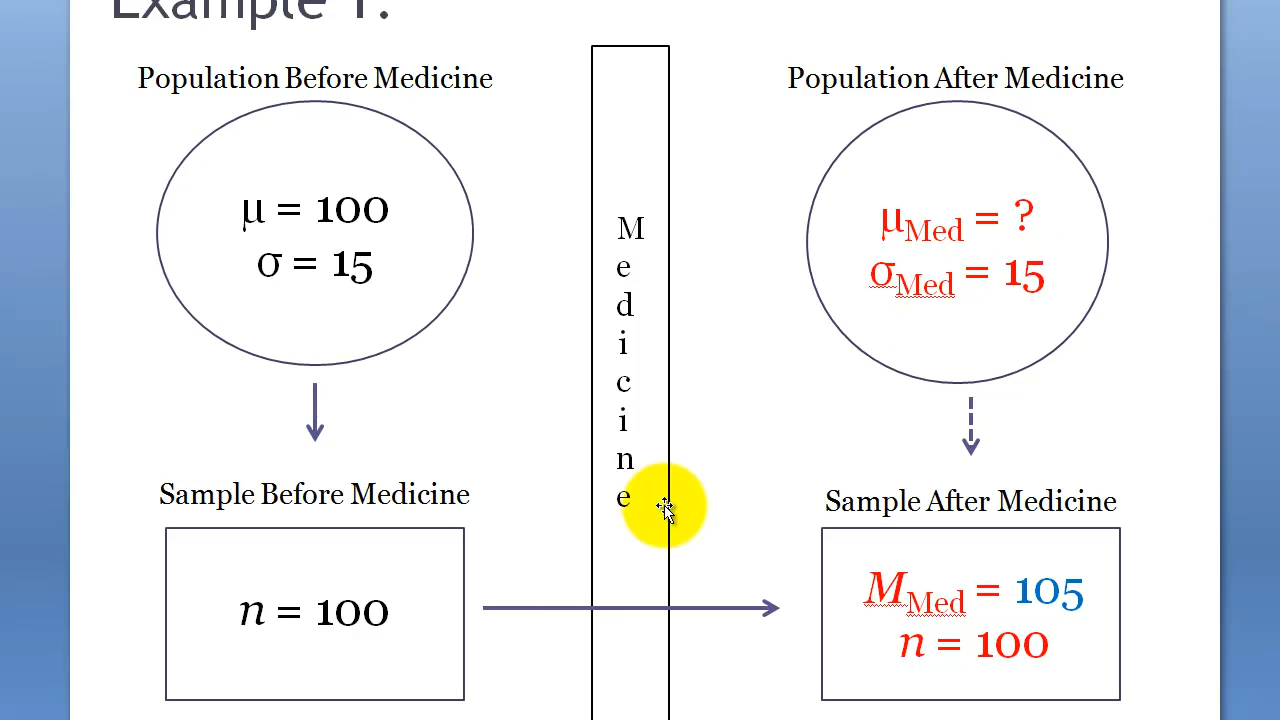 Example 1:
Population Before Medicine
μ = 100
σ = 15
Sample Before Medicine
n = 100
M
e
d
i
c
i
n
e
Population After Medicine
μMed = ?
σMed = 15
Sample After Medicine
MMed = 105
n = 100